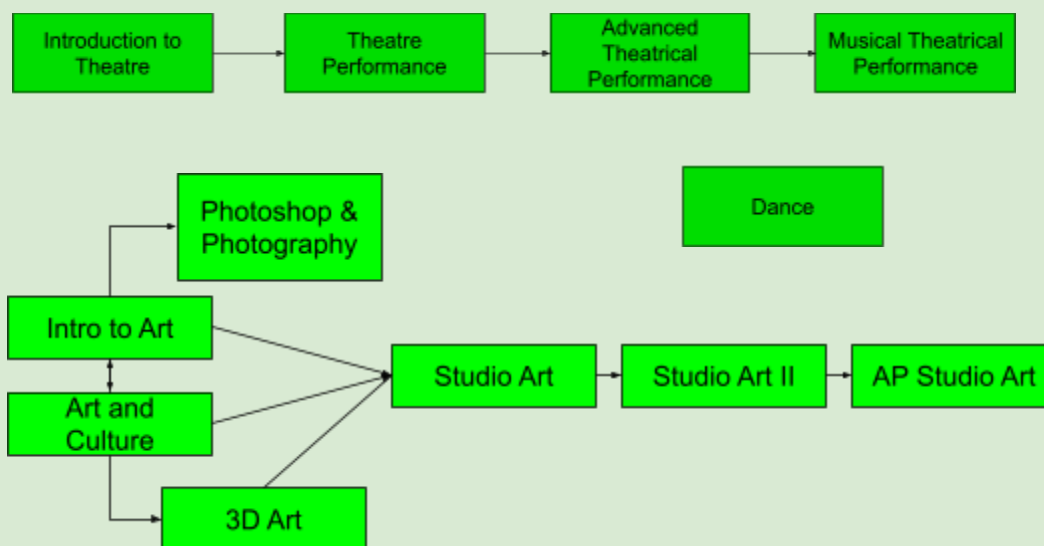 Introduction to
Theatre
Theatre
Performance
Advanced
Theatrical
Performance
Musical Theatrical
Performance
Photoshop &
Photography
Dance
Intro to Art
Art and
Culture
3D Art
Studio Art
Studio Art II
AP Studio Art